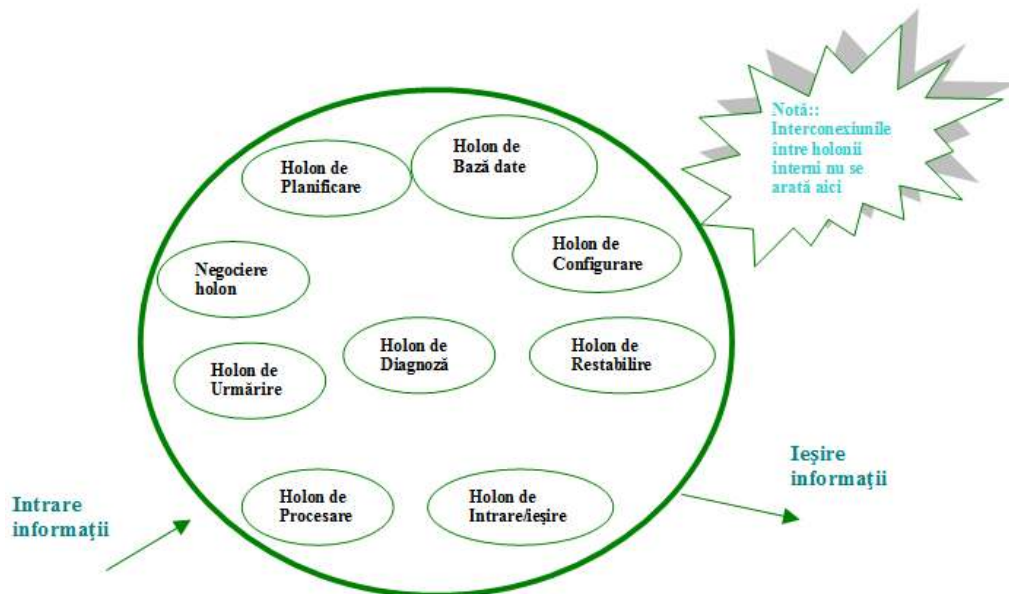 Notă::
Interconexiunile
între holonii
interni nu se
arată aici
Holon de
Bază date
Holon de
Planificare
Holon de
Configurare
Negociere
holon
Holon de
Diagnoză
Holon de
Restabilire
Holon de
Urmărire
Ieşire
informaţii
Holon de
Procesare
Holon de
Intrare/ieşire
Intrare
informaţii